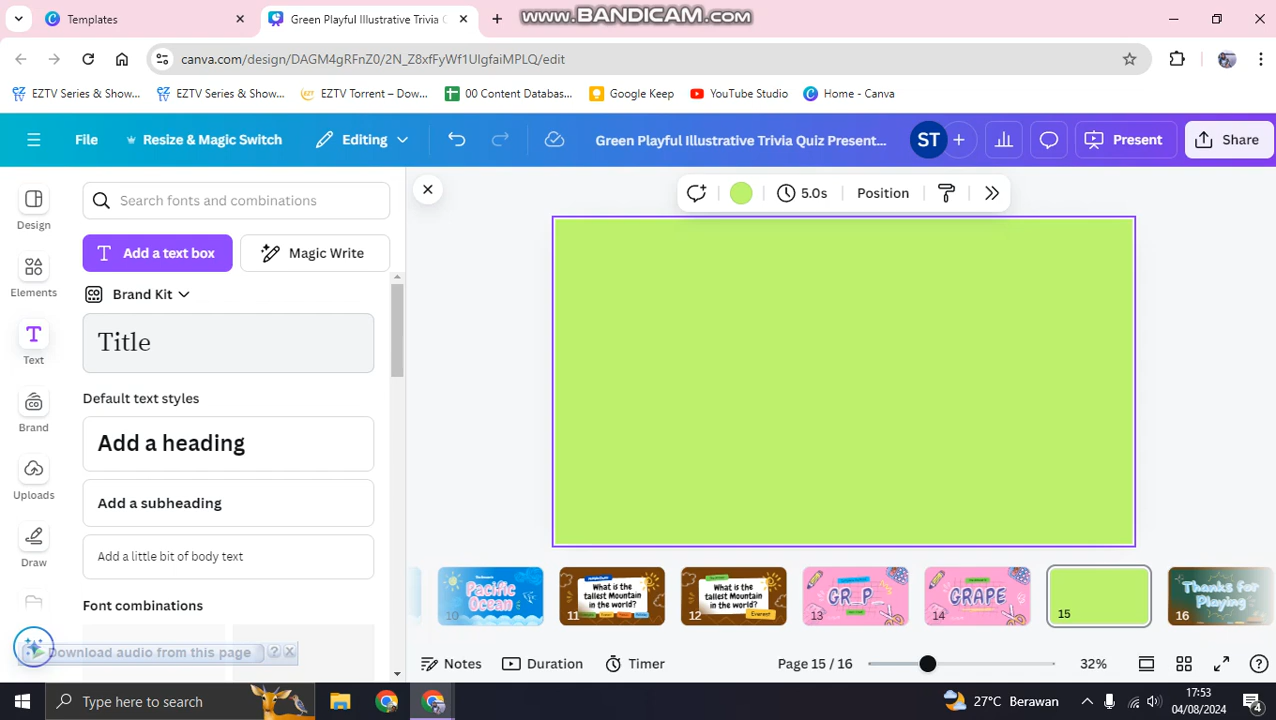 Templates
Green Playful Illustrative Trivia Q
www.BANDICAM.com
canva.com/design/DAGM4gRFnZ0/2N_Z8xfFyWf1UIgfaiMPLQ/edit
EZTV Series & Show...
EZTV Series & Show...
EZTV Torrent – Dow...
00 Content Databas...
Google Keep
YouTube Studio
Home - Canva
File
Resize & Magic Switch
Editing
Green Playful Illustrative Trivia Quiz Present...
ST
Present
Share
Design
Elements
Text
Brand
Uploads
Draw
Search fonts and combinations
Add a text box
Magic Write
Brand Kit
Title
Default text styles
Add a heading
Add a subheading
Add a little bit of body text
Font combinations
Download audio from this page
?
5.0s
Position
Pacific
Ocean
10
What is the
tallest Mountain
in the world?
11
What is the
tallest Mountain
in the world?
Everest
12
GR P
13
GRAPE
14
15
Thanks for
Playing
16
Notes
Duration
Timer
Page 15 / 16
32%
Type here to search
27°C Berawan
17:53
04/08/2024
4